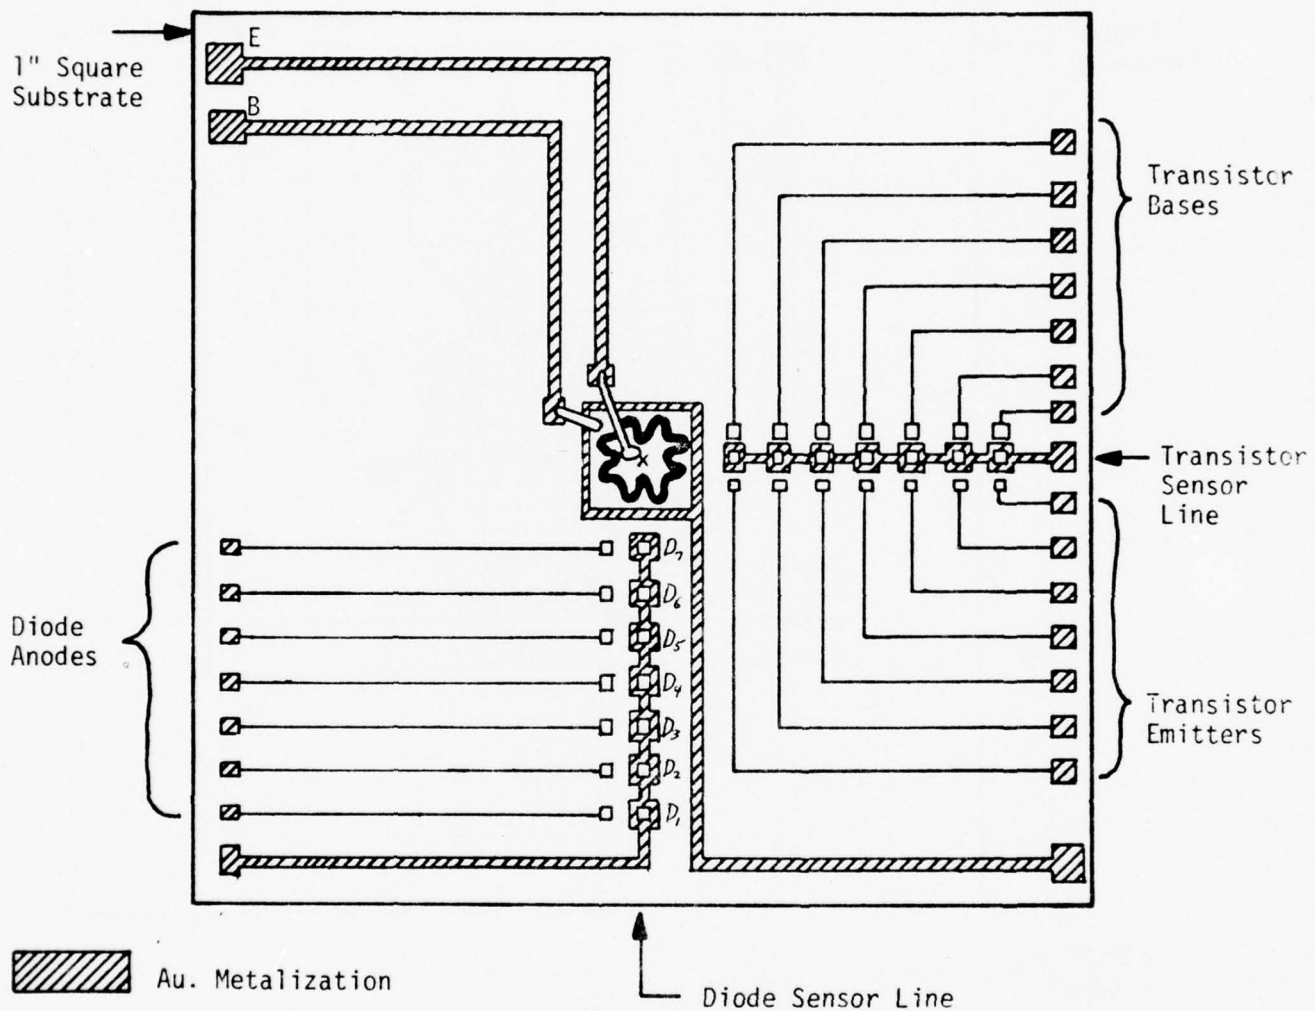 E
1" Square
Substrate
B
Transistor
Bases
Transistor
Sensor
Line
D7
D6
Diode
Anodes
D5
D4
D3
Transistor
Emitters
D2
D1
Au. Metalization
Diode Sensor Line